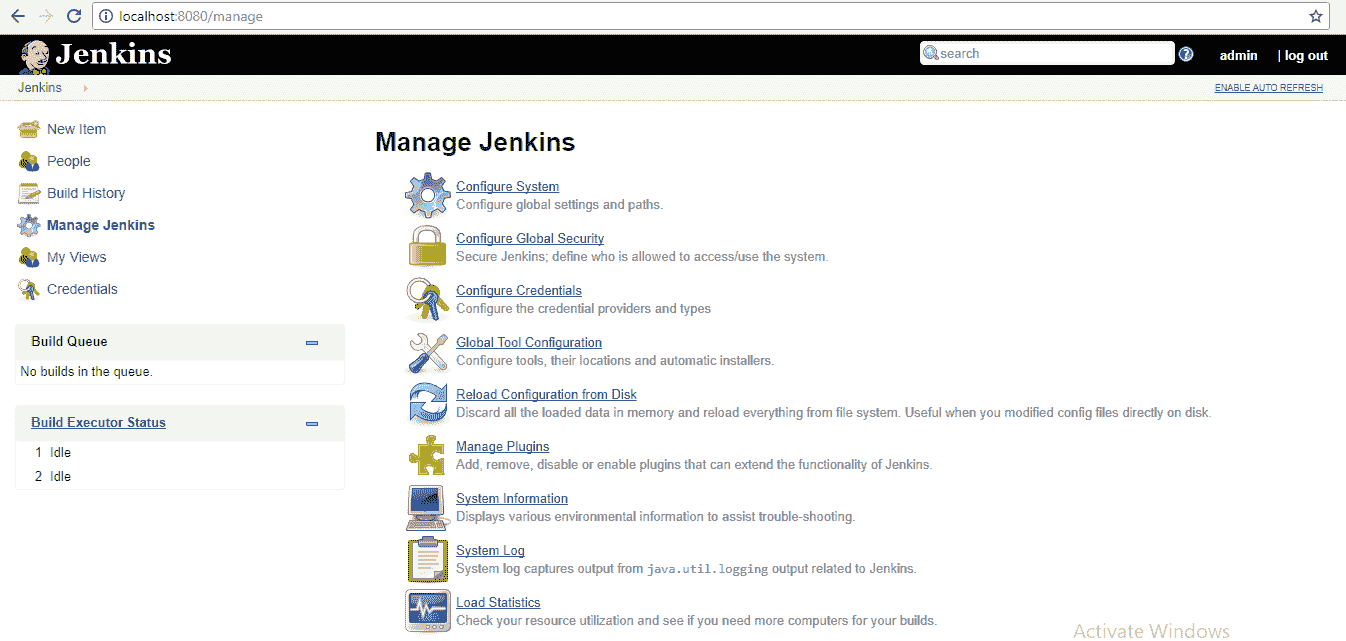 localhost:8080/manage
Jenkins
search
admin
| log out
Jenkins
ENABLE AUTO REFRESH
New Item
People
Build History
Manage Jenkins
My Views
Credentials
Build Queue
No builds in the queue.
Build Executor Status
1 Idle
2 Idle
Manage Jenkins
Configure System
Configure global settings and paths.
Configure Global Security
Secure Jenkins; define who is allowed to access/use the system.
Configure Credentials
Configure the credential providers and types
Global Tool Configuration
Configure tools, their locations and automatic installers.
Reload Configuration from Disk
Discard all the loaded data in memory and reload everything from file system. Useful when you modified config files directly on disk.
Manage Plugins
Add, remove, disable or enable plugins that can extend the functionality of Jenkins.
System Information
Displays various environmental information to assist trouble-shooting.
System Log
System log captures output from java.util.logging output related to Jenkins.
Load Statistics
Check your resource utilization and see if you need more computers for your builds.
Activate Windows